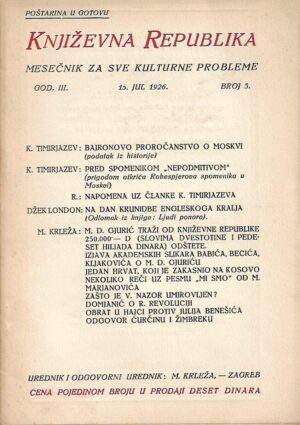 POŠTARINA U GOTOVU
KNJIŽEVNA REPUBLIKA
MESEČNIK ZA SVE KULTURNE PROBLEME
GOD. III. 15. JUL 1926. BROJ 5.
K. TIMIRJAZEV: BAJRONOVO PROROČANSTVO O MOSKVI
(podatak iz historije)
K. TIMIRJAZEV: PRED SPOMENIKOM „NEPODMITIVOM“
(prigodom otkrića Robespjerova spomenika u
Moskvi)
R.: NAPOMENA UZ ČLANKE K. TIMIRJAZEVA
DŽEK LONDON: NA DAN KRUNIDBE ENGLESKOGA KRALJA
(Odlomak iz knjige: Ljudi ponora).
M. KRLEŽA: M. D. GJURIĆ TRAŽI OD KNJIŽEVNE REPUBLIKE
250.000·— D (SLOVIMA DVESTOTINE I PEDE-
SET HILJADA DINARA) ODŠTETE.
IZJAVA AKADEMSKIH SLIKARA BABIĆA, BECIĆA,
KLJAKOVIĆA O M. D. GJURIĆU
JEDAN HRVAT, KOJI JE ZAKASNIO NA KOSOVO
NEKOLIKO REČI UZ PESMU „MI SMO“ OD M.
MARJANOVIĆA
ZAŠTO JE V. NAZOR UMIROVLJEN?
DOMJANIĆ O R. REVOLUCIJI
OBRAT U HAJCI PROTIV JULIJA BENEŠIĆA
ODGOVOR ĆURČINU I ŽIMBREKU
UREDNIK I ODGOVORNI UREDNIK: M. KRLEŽA, — ZAGREB
CENA POJEDINOM BROJU U PRODAJI DESET DINARA